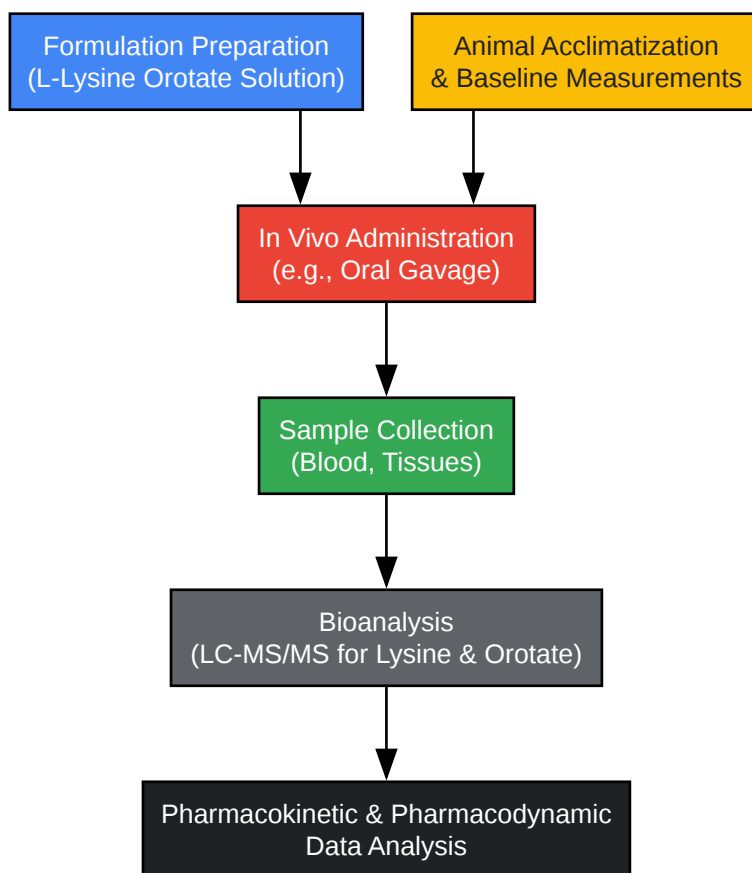 Formulation Preparation
(L-Lysine Orotate Solution)
Animal Acclimatization
& Baseline Measurements
In Vivo Administration
(e.g., Oral Gavage)
Sample Collection
(Blood, Tissues)
Bioanalysis
(LC-MS/MS for Lysine & Orotate)
Pharmacokinetic & Pharmacodynamic
Data Analysis